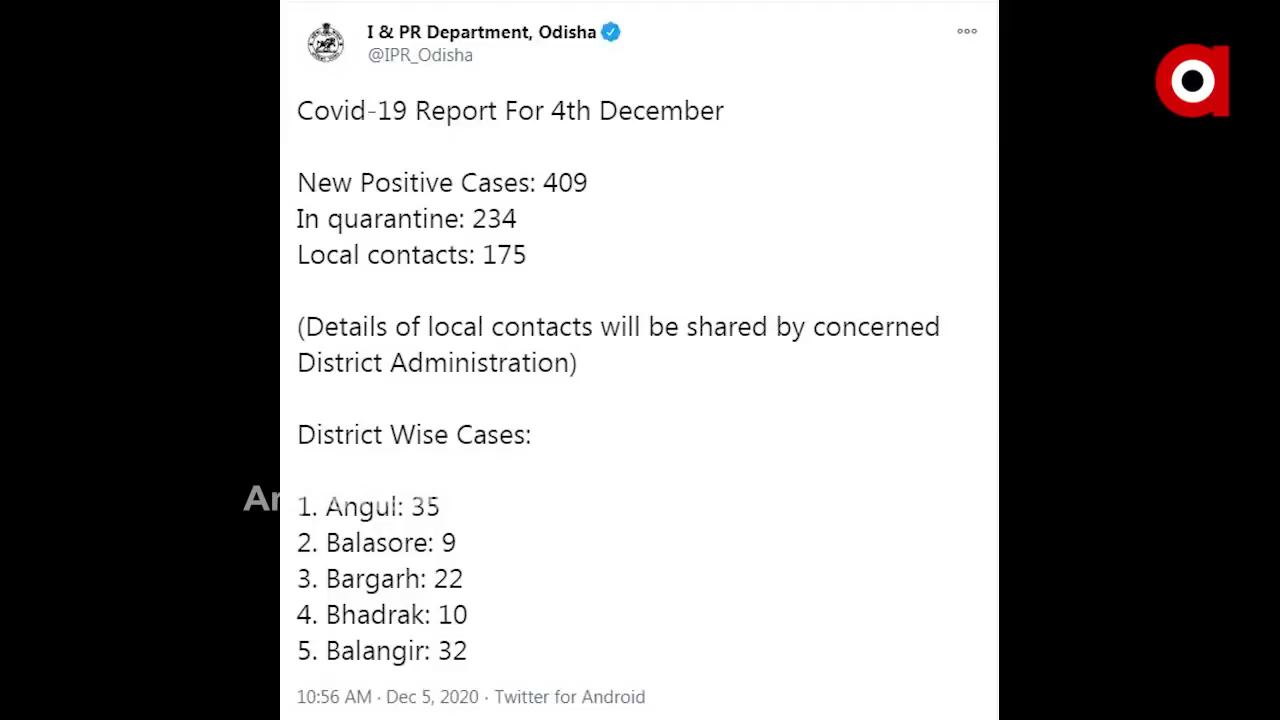 I & PR Department, Odisha
@IPR_Odisha
Covid-19 Report For 4th December
New Positive Cases: 409
In quarantine: 234
Local contacts: 175
(Details of local contacts will be shared by concerned
District Administration)
District Wise Cases:
1. Angul: 35
2. Balasore: 9
3. Bargarh: 22
4. Bhadrak: 10
5. Balangir: 32
10:56 AM · Dec 5, 2020 · Twitter for Android